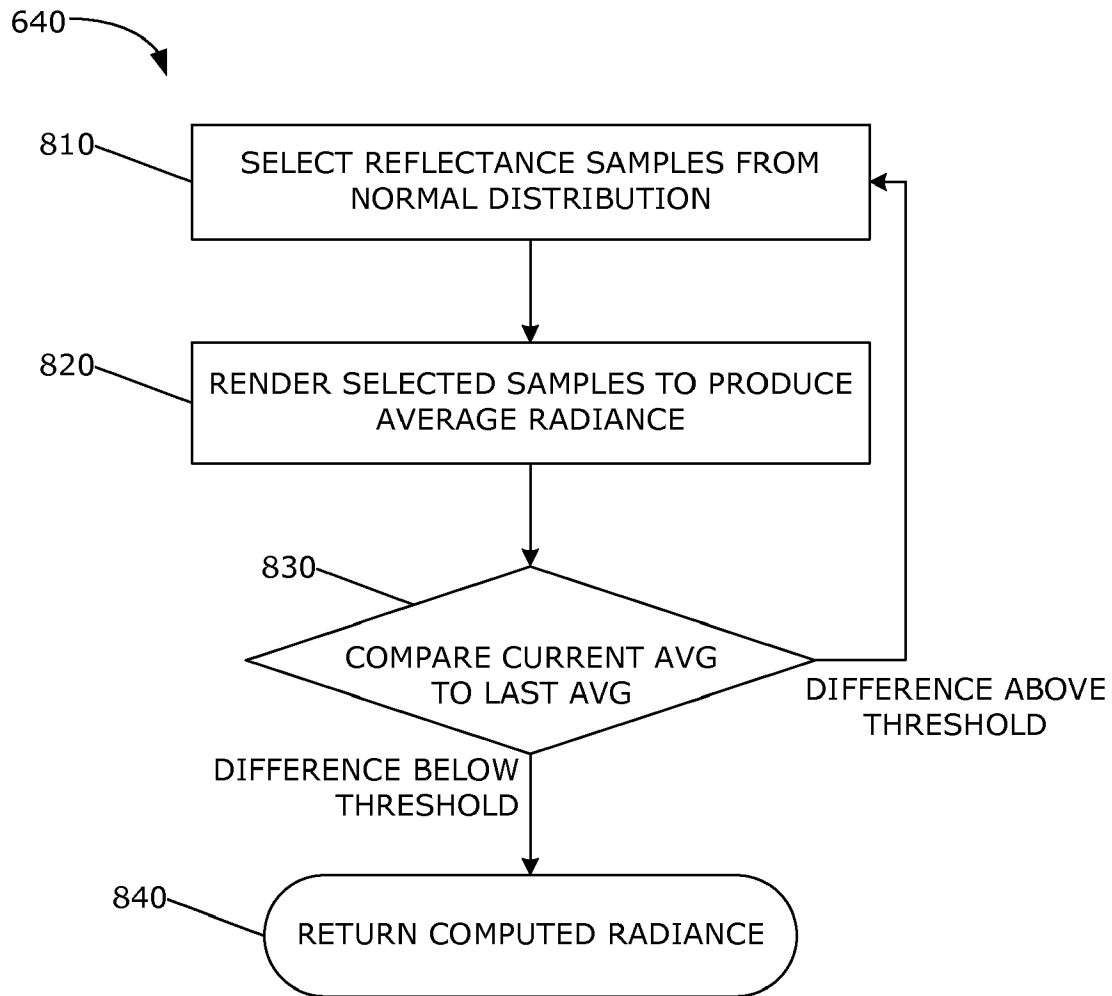 640
810
SELECT REFLECTANCE SAMPLES FROM
NORMAL DISTRIBUTION
820
RENDER SELECTED SAMPLES TO PRODUCE
AVERAGE RADIANCE
830
COMPARE CURRENT AVG
TO LAST AVG
DIFFERENCE ABOVE
THRESHOLD
DIFFERENCE BELOW
THRESHOLD
840
RETURN COMPUTED RADIANCE